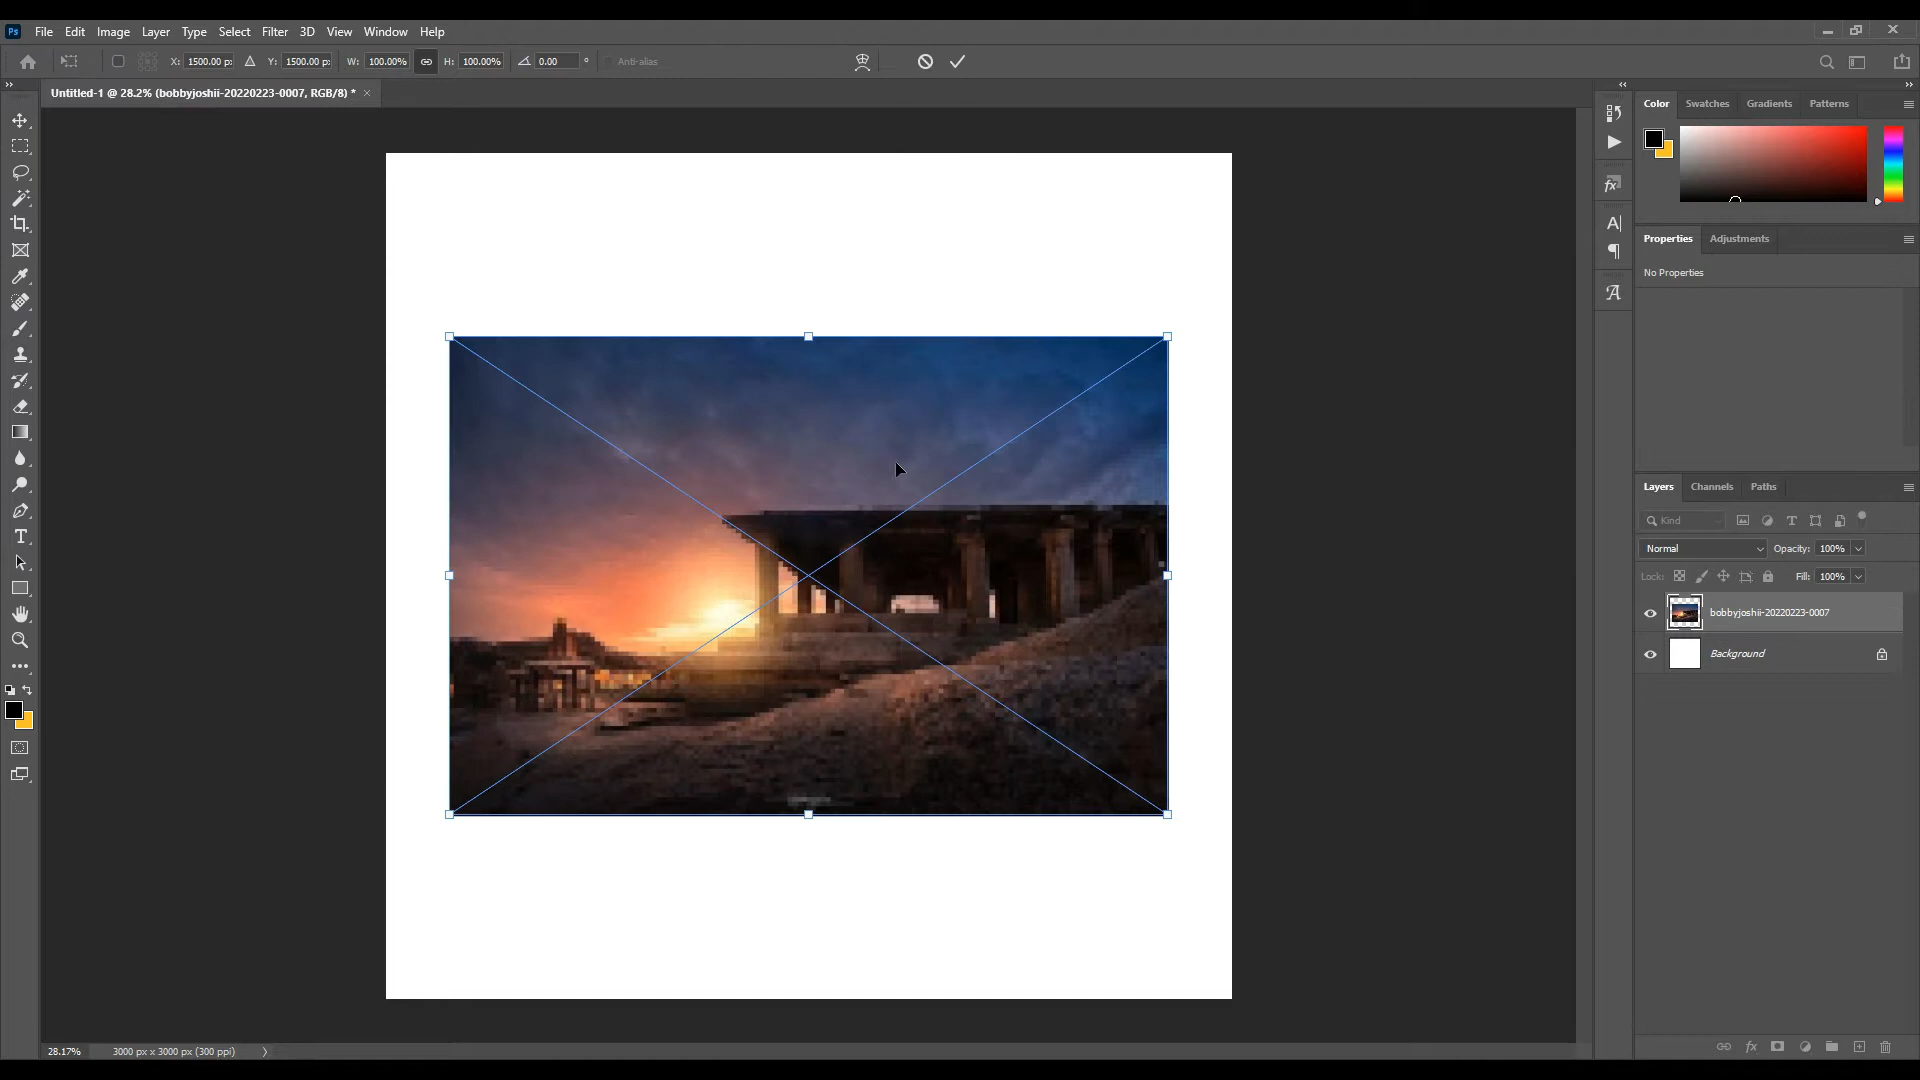 Ps File Edit Image Layer Type Select Filter 3D View Window Help
X: 1500.00 p: Y: 1500.00 p: W: 100.00% H: 100.00% 0.00 ° Anti-alias
Untitled-1 @ 28.2% (bobbyjoshii-20220223-0007, RGB/8) * ×
Color Swatches Gradients Patterns
Properties Adjustments
No Properties
Layers Channels Paths
Kind
Normal Opacity: 100%
Lock: Fill: 100%
bobbyjoshii-20220223-0007
Background
28.17% 3000 px x 3000 px (300 ppi)